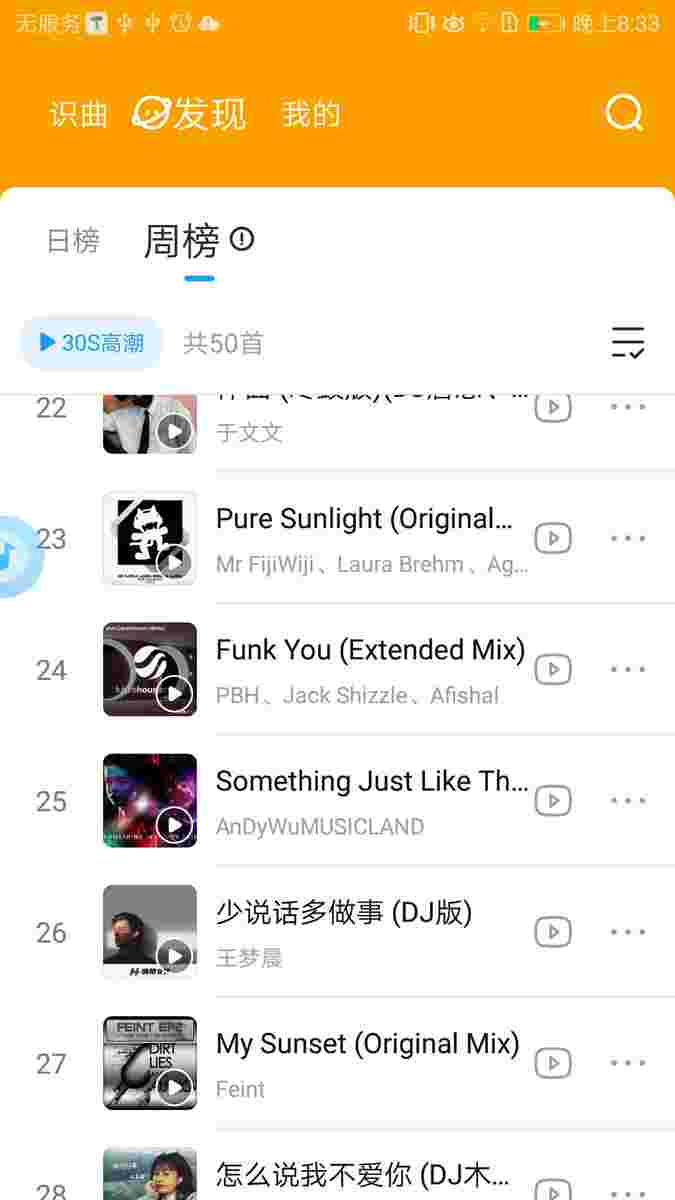 无服务
晚上8:33
识曲
发现
我的
日榜
周榜
30S高潮
共50首
22
于文文
23
Pure Sunlight (Original...
Mr FijiWiji、Laura Brehm、Ag...
24
Funk You (Extended Mix)
PBH、Jack Shizzle、Afishal
25
Something Just Like Th...
AnDyWuMUSICLAND
26
少说话多做事 (DJ版)
王梦晨
27
FEINT EP2
DIRT
LIES
My Sunset (Original Mix)
Feint
28
怎么说我不爱你 (DJ木...